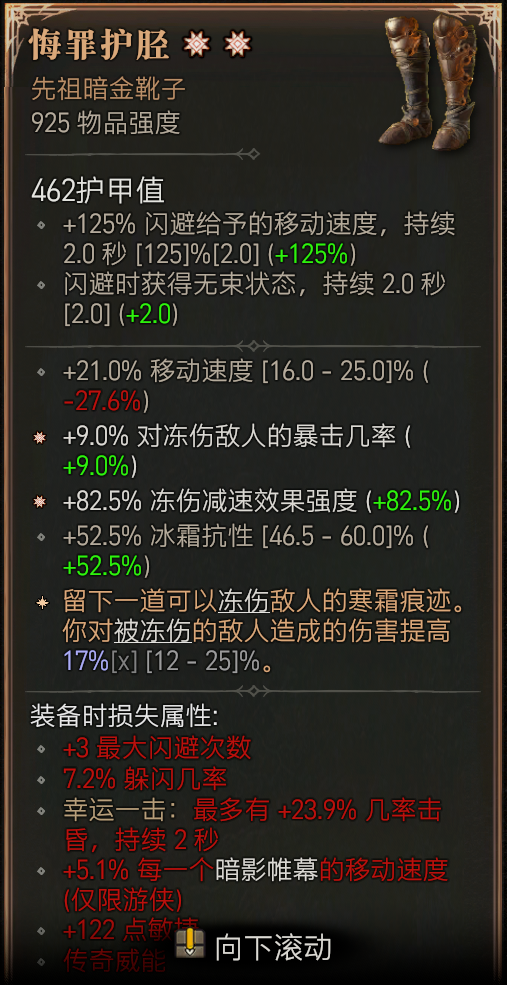 悔罪护胫
先祖暗金靴子
925 物品强度
462护甲值
+125% 闪避给予的移动速度，持续
2.0 秒 [125]%[2.0] (+125%)
闪避时获得无束状态，持续 2.0 秒
[2.0] (+2.0)
+21.0% 移动速度 [16.0 - 25.0]% (
-27.6%)
+9.0% 对冻伤敌人的暴击几率 (
+9.0%)
+82.5% 冻伤减速效果强度 (+82.5%)
+52.5% 冰霜抗性 [46.5 - 60.0]% (
+52.5%)
留下一道可以冻伤敌人的寒霜痕迹。
你对被冻伤的敌人造成的伤害提高
17%[x] [12 - 25]%。
装备时损失属性:
+3 最大闪避次数
7.2% 躲闪几率
幸运一击：最多有 +23.9% 几率击
昏，持续 2 秒
+5.1% 每一个暗影帷幕的移动速度
(仅限游侠)
+122 点敏捷
传奇威能
向下滚动